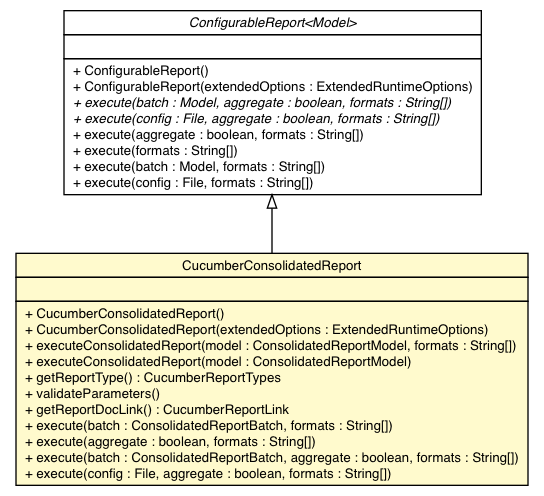 ConfigurableReport<Model>
+ ConfigurableReport()
+ ConfigurableReport(extendedOptions : ExtendedRuntimeOptions)
+ execute(batch : Model, aggregate : boolean, formats : String[])
+ execute(config : File, aggregate : boolean, formats : String[])
+ execute(aggregate : boolean, formats : String[])
+ execute(formats : String[])
+ execute(batch : Model, formats : String[])
+ execute(config : File, formats : String[])
CucumberConsolidatedReport
+ CucumberConsolidatedReport()
+ CucumberConsolidatedReport(extendedOptions : ExtendedRuntimeOptions)
+ executeConsolidatedReport(model : ConsolidatedReportModel, formats : String[])
+ executeConsolidatedReport(model : ConsolidatedReportModel)
+ getReportType() : CucumberReportTypes
+ validateParameters()
+ getReportDocLink() : CucumberReportLink
+ execute(batch : ConsolidatedReportBatch, formats : String[])
+ execute(aggregate : boolean, formats : String[])
+ execute(batch : ConsolidatedReportBatch, aggregate : boolean, formats : String[])
+ execute(config : File, aggregate : boolean, formats : String[])